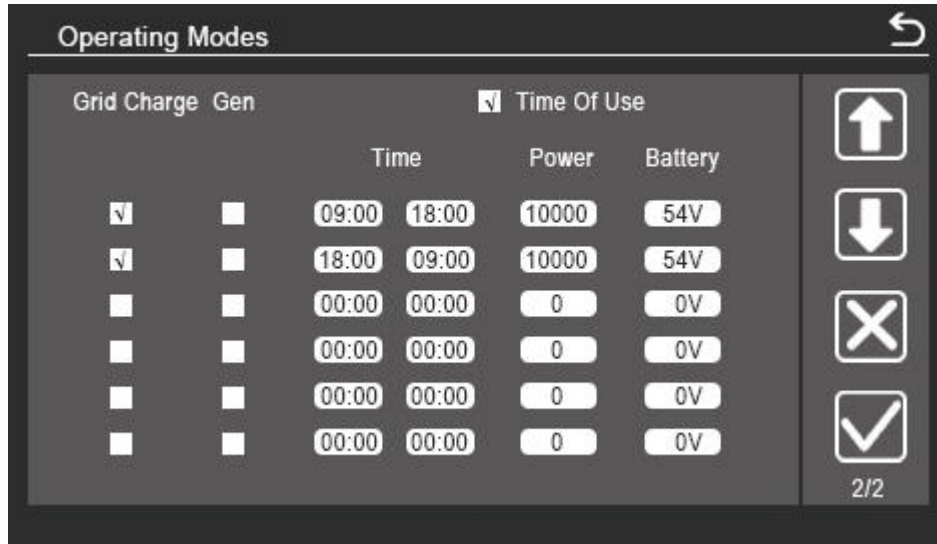 Operating Modes
Grid Charge Gen √ Time Of Use
Time Power Battery
√ 09:00 18:00 10000 54V
√ 18:00 09:00 10000 54V
00:00 00:00 0 0V
00:00 00:00 0 0V
00:00 00:00 0 0V
00:00 00:00 0 0V
2/2